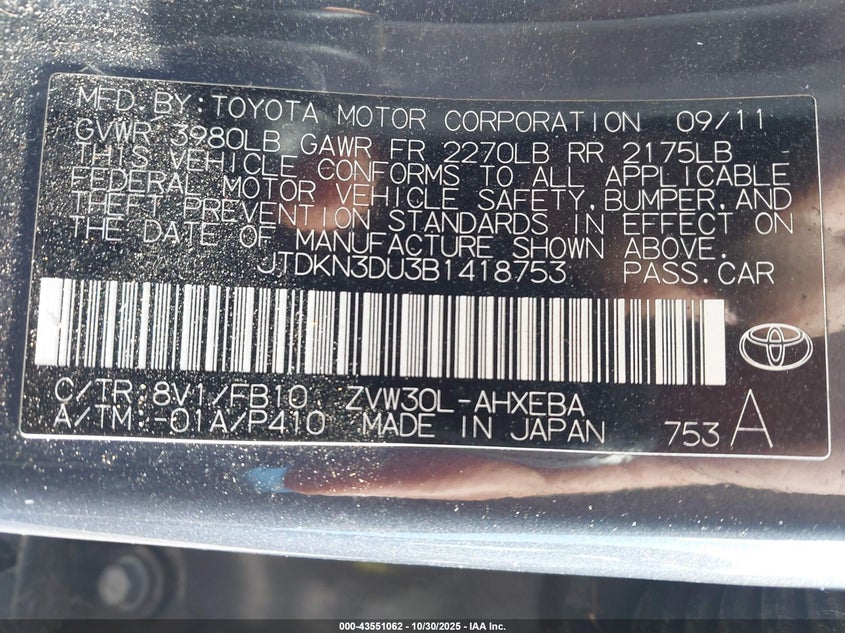 MFD. BY: TOYOTA MOTOR CORPORATION 09/11
GVWR 3980LB GAWR FR 2270LB RR 2175LB
THIS VEHICLE CONFORMS TO ALL APPLICABLE
FEDERAL MOTOR VEHICLE SAFETY, BUMPER, AND
THEFT PREVENTION STANDARDS IN EFFECT ON
THE DATE OF MANUFACTURE SHOWN ABOVE.
JTDKN3DU3B1418753 PASS.CAR
C/TR:8V1/FB10 ZVW30L-AHXEBA
A/TM:-01A/P410 MADE IN JAPAN 753 A
000-43551062 - 10/30/2025 - IAA Inc.